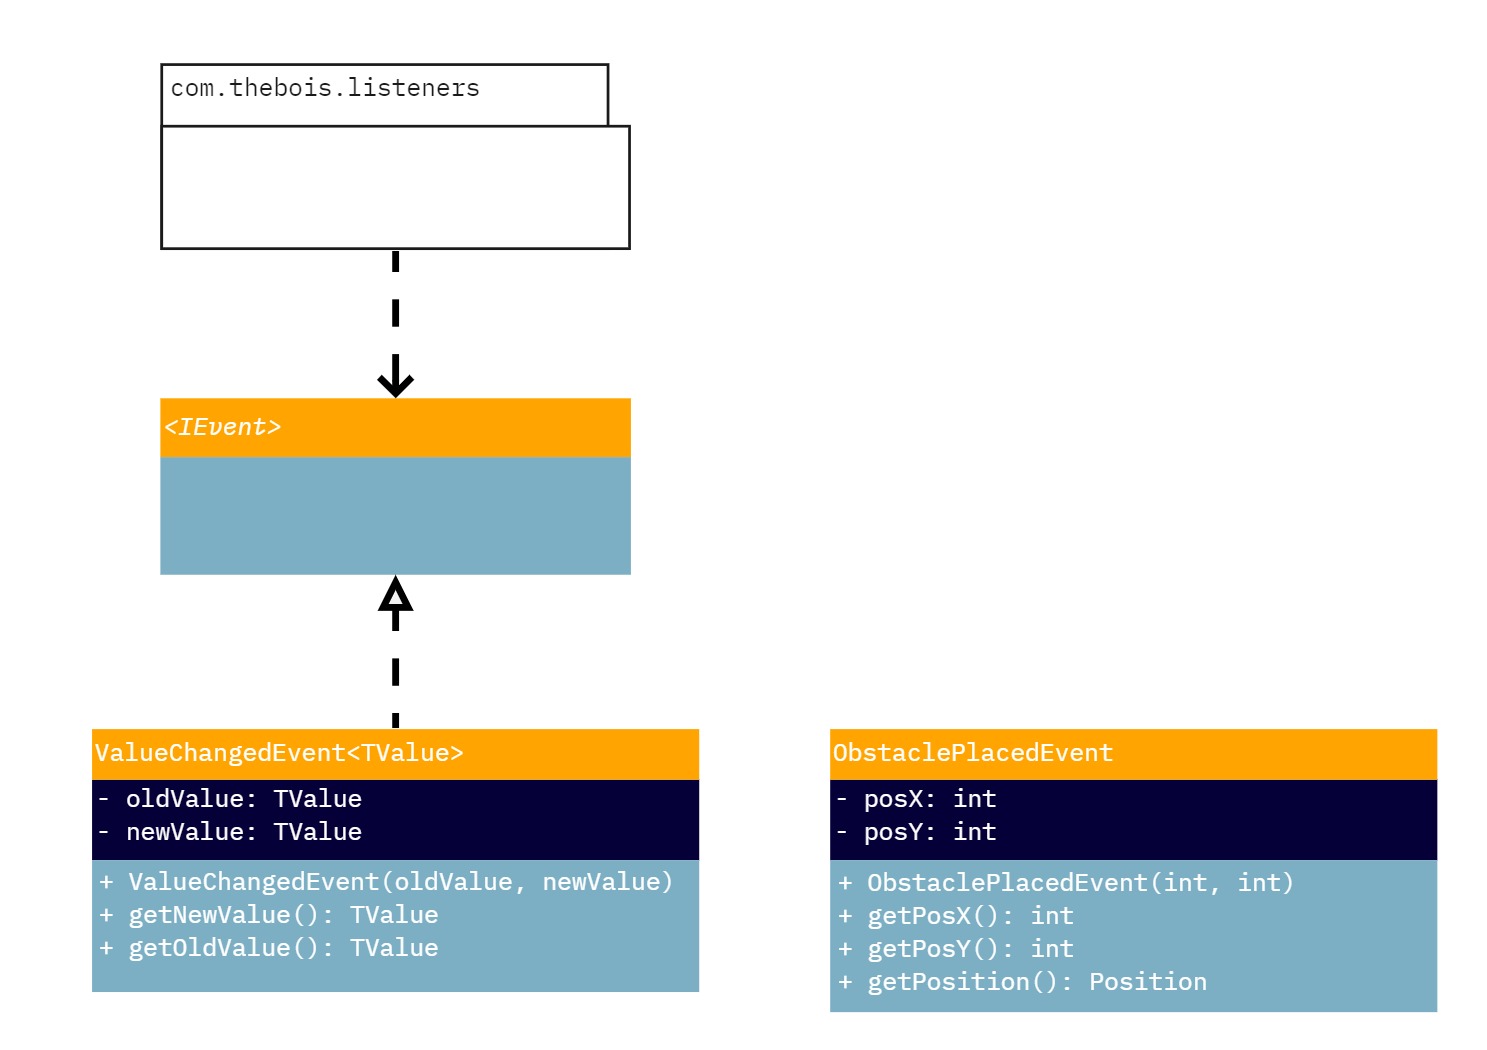 com.thebois.listeners
<IEvent>
ValueChangedEvent<TValue>
- oldValue: TValue
- newValue: TValue
+ ValueChangedEvent(oldValue, newValue)
+ getNewValue(): TValue
+ getOldValue(): TValue
ObstaclePlacedEvent
- posX: int
- posY: int
+ ObstaclePlacedEvent(int, int)
+ getPosX(): int
+ getPosY(): int
+ getPosition(): Position